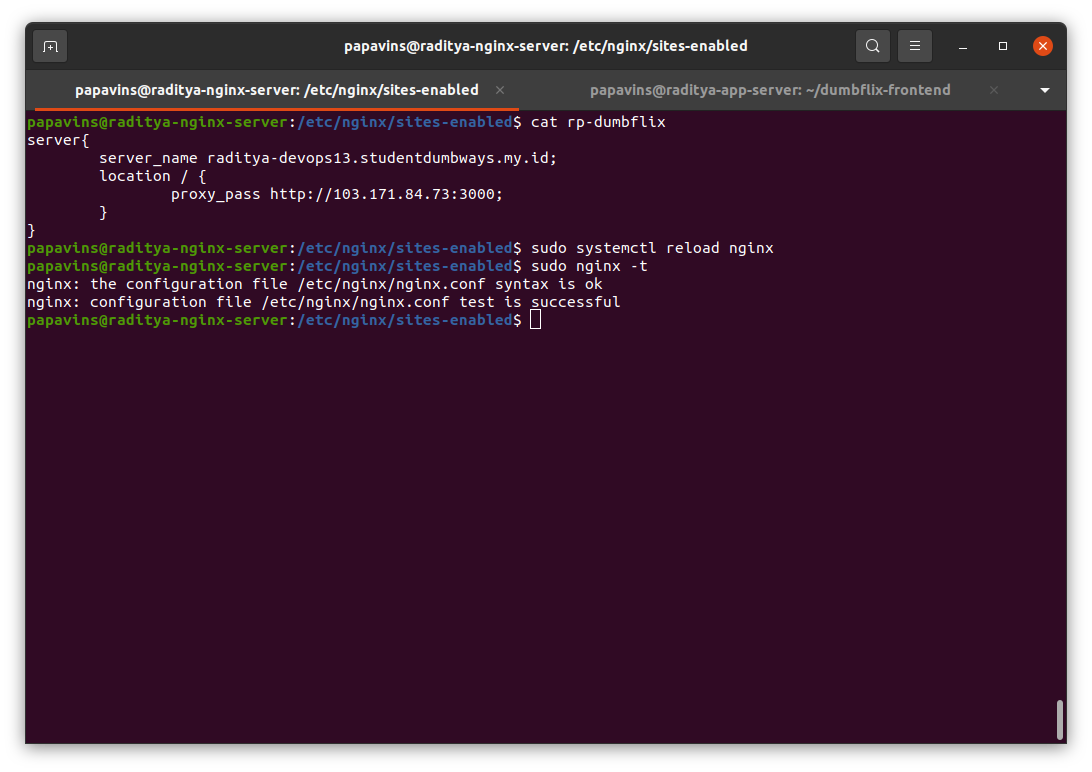 papavins@raditya-nginx-server: /etc/nginx/sites-enabled
papavins@raditya-nginx-server: /etc/nginx/sites-enabled
papavins@raditya-app-server: ~/dumbflix-frontend
papavins@raditya-nginx-server:/etc/nginx/sites-enabled$ cat rp-dumbflix
server{
        server_name raditya-devops13.studentdumbways.my.id;
        location / {
                proxy_pass http://103.171.84.73:3000;
        }
}
papavins@raditya-nginx-server:/etc/nginx/sites-enabled$ sudo systemctl reload nginx
papavins@raditya-nginx-server:/etc/nginx/sites-enabled$ sudo nginx -t
nginx: the configuration file /etc/nginx/nginx.conf syntax is ok
nginx: configuration file /etc/nginx/nginx.conf test is successful
papavins@raditya-nginx-server:/etc/nginx/sites-enabled$